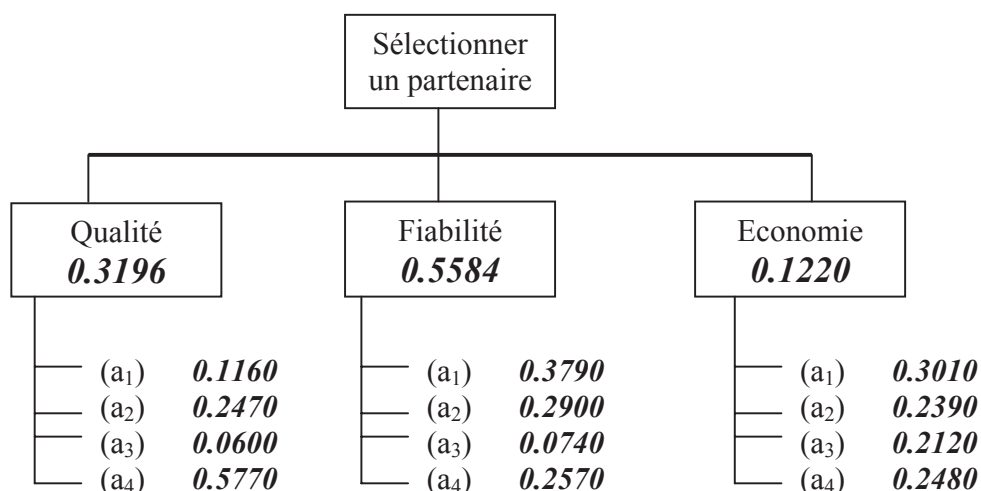 Sélectionner
un partenaire
Qualité
0.3196
Fiabilité
0.5584
Economie
0.1220
(a₁) 0.1160
(a₂) 0.2470
(a₃) 0.0600
(a₄) 0.5770
(a₁) 0.3790
(a₂) 0.2900
(a₃) 0.0740
(a₄) 0.2570
(a₁) 0.3010
(a₂) 0.2390
(a₃) 0.2120
(a₄) 0.2480